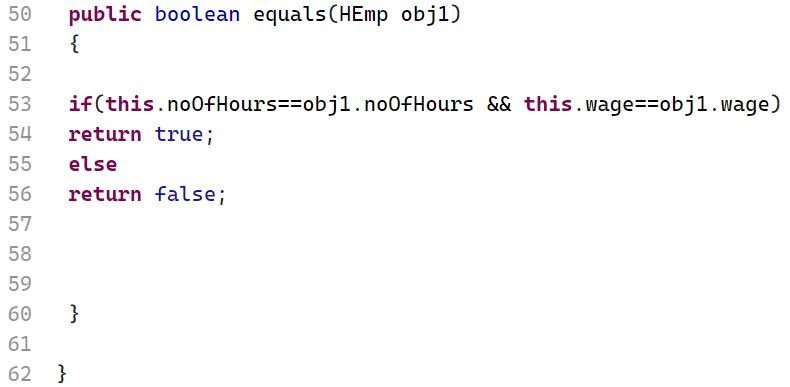 50 public boolean equals(HEmp obj1)
51 {
52
53 if(this.noOfHours==obj1.noOfHours && this.wage==obj1.wage)
54 return true;
55 else
56 return false;
57
58
59
60 }
61
62 }